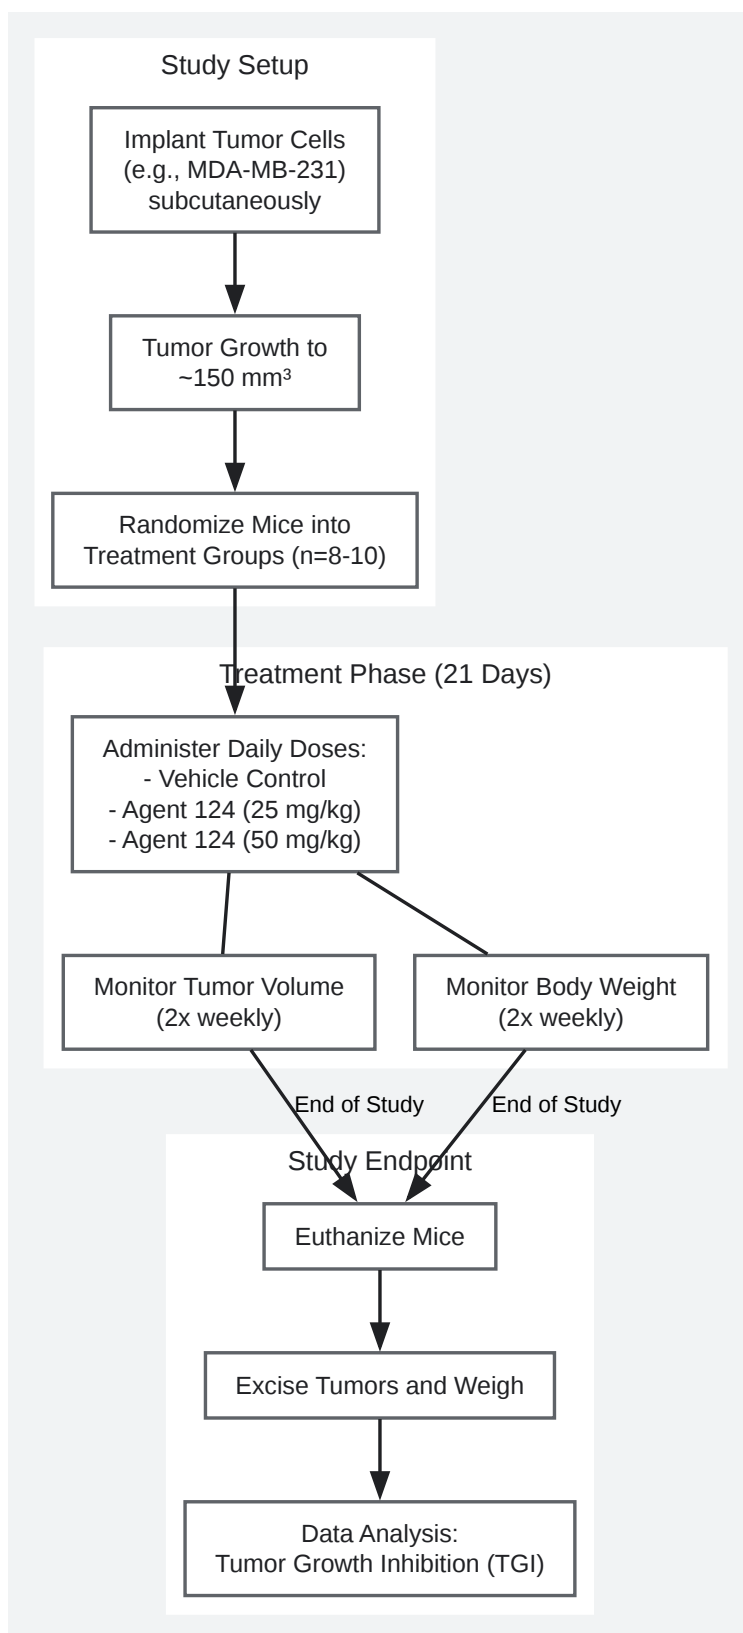 Study Setup
Implant Tumor Cells
(e.g., MDA-MB-231)
subcutaneously
Tumor Growth to
~150 mm³
Randomize Mice into
Treatment Groups (n=8-10)
Treatment Phase (21 Days)
Administer Daily Doses:
- Vehicle Control
- Agent 124 (25 mg/kg)
- Agent 124 (50 mg/kg)
Monitor Tumor Volume
(2x weekly)
Monitor Body Weight
(2x weekly)
End of Study
End of Study
Study Endpoint
Euthanize Mice
Excise Tumors and Weigh
Data Analysis:
Tumor Growth Inhibition (TGI)